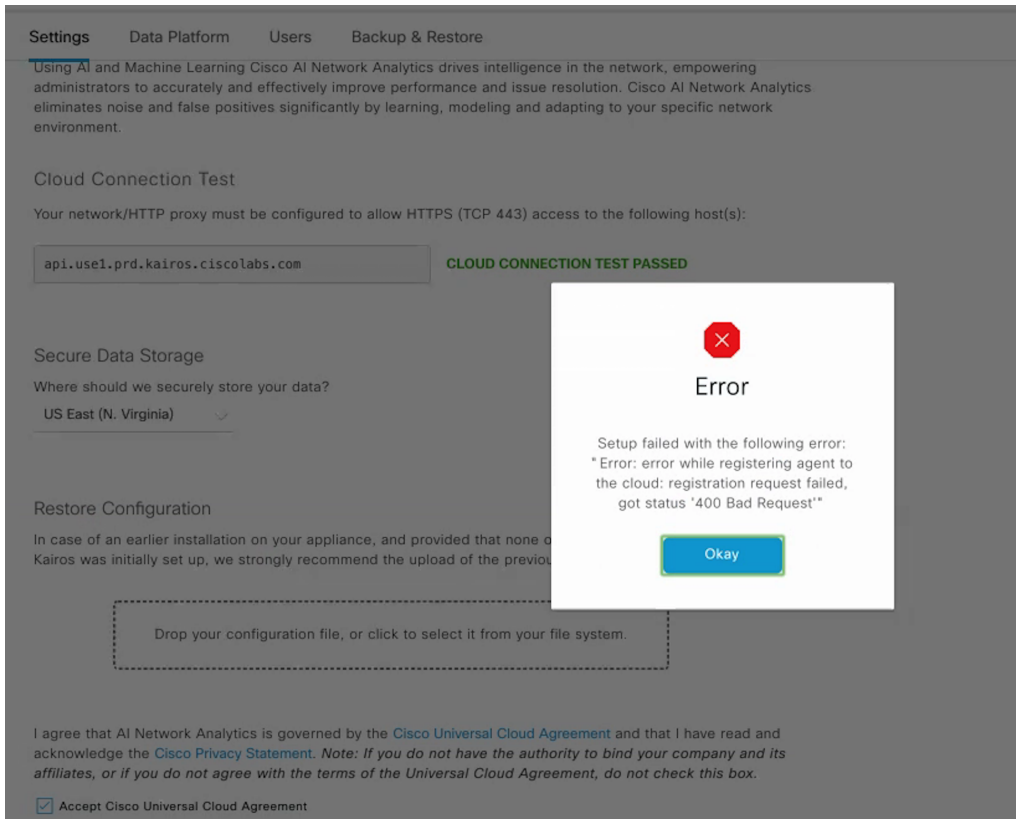 Settings Data Platform Users Backup & Restore
Using AI and Machine Learning Cisco AI Network Analytics drives intelligence in the network, empowering
administrators to accurately and effectively improve performance and issue resolution. Cisco AI Network Analytics
eliminates noise and false positives significantly by learning, modeling and adapting to your specific network
environment.
Cloud Connection Test
Your network/HTTP proxy must be configured to allow HTTPS (TCP 443) access to the following host(s):
api.use1.prd.kairos.ciscolabs.com CLOUD CONNECTION TEST PASSED
Secure Data Storage
Where should we securely store your data?
US East (N. Virginia)
Error
Setup failed with the following error:
"Error: error while registering agent to
the cloud: registration request failed,
got status '400 Bad Request'"
Okay
Restore Configuration
In case of an earlier installation on your appliance, and provided that none o
Kairos was initially set up, we strongly recommend the upload of the previou
Drop your configuration file, or click to select it from your file system.
I agree that AI Network Analytics is governed by the Cisco Universal Cloud Agreement and that I have read and
acknowledge the Cisco Privacy Statement. Note: If you do not have the authority to bind your company and its
affiliates, or if you do not agree with the terms of the Universal Cloud Agreement, do not check this box.
Accept Cisco Universal Cloud Agreement